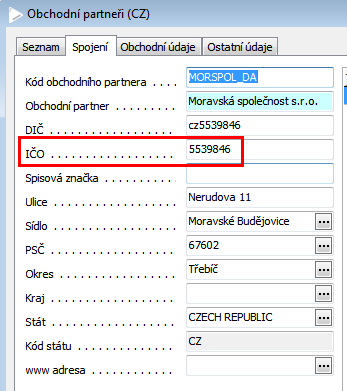 Obchodní partneři (CZ)
Seznam Spojení Obchodní údaje Ostatní údaje
Kód obchodního partnera MORSPOL_DA
Obchodní partner Moravská společnost s.r.o.
DIČ cz5539846
IČO 5539846
Spisová značka
Ulice Nerudova 11
Sídlo Moravské Budějovice ...
PSČ 67602 ...
Okres Třebíč ...
Kraj ...
Stát CZECH REPUBLIC ...
Kód státu CZ
www adresa ...